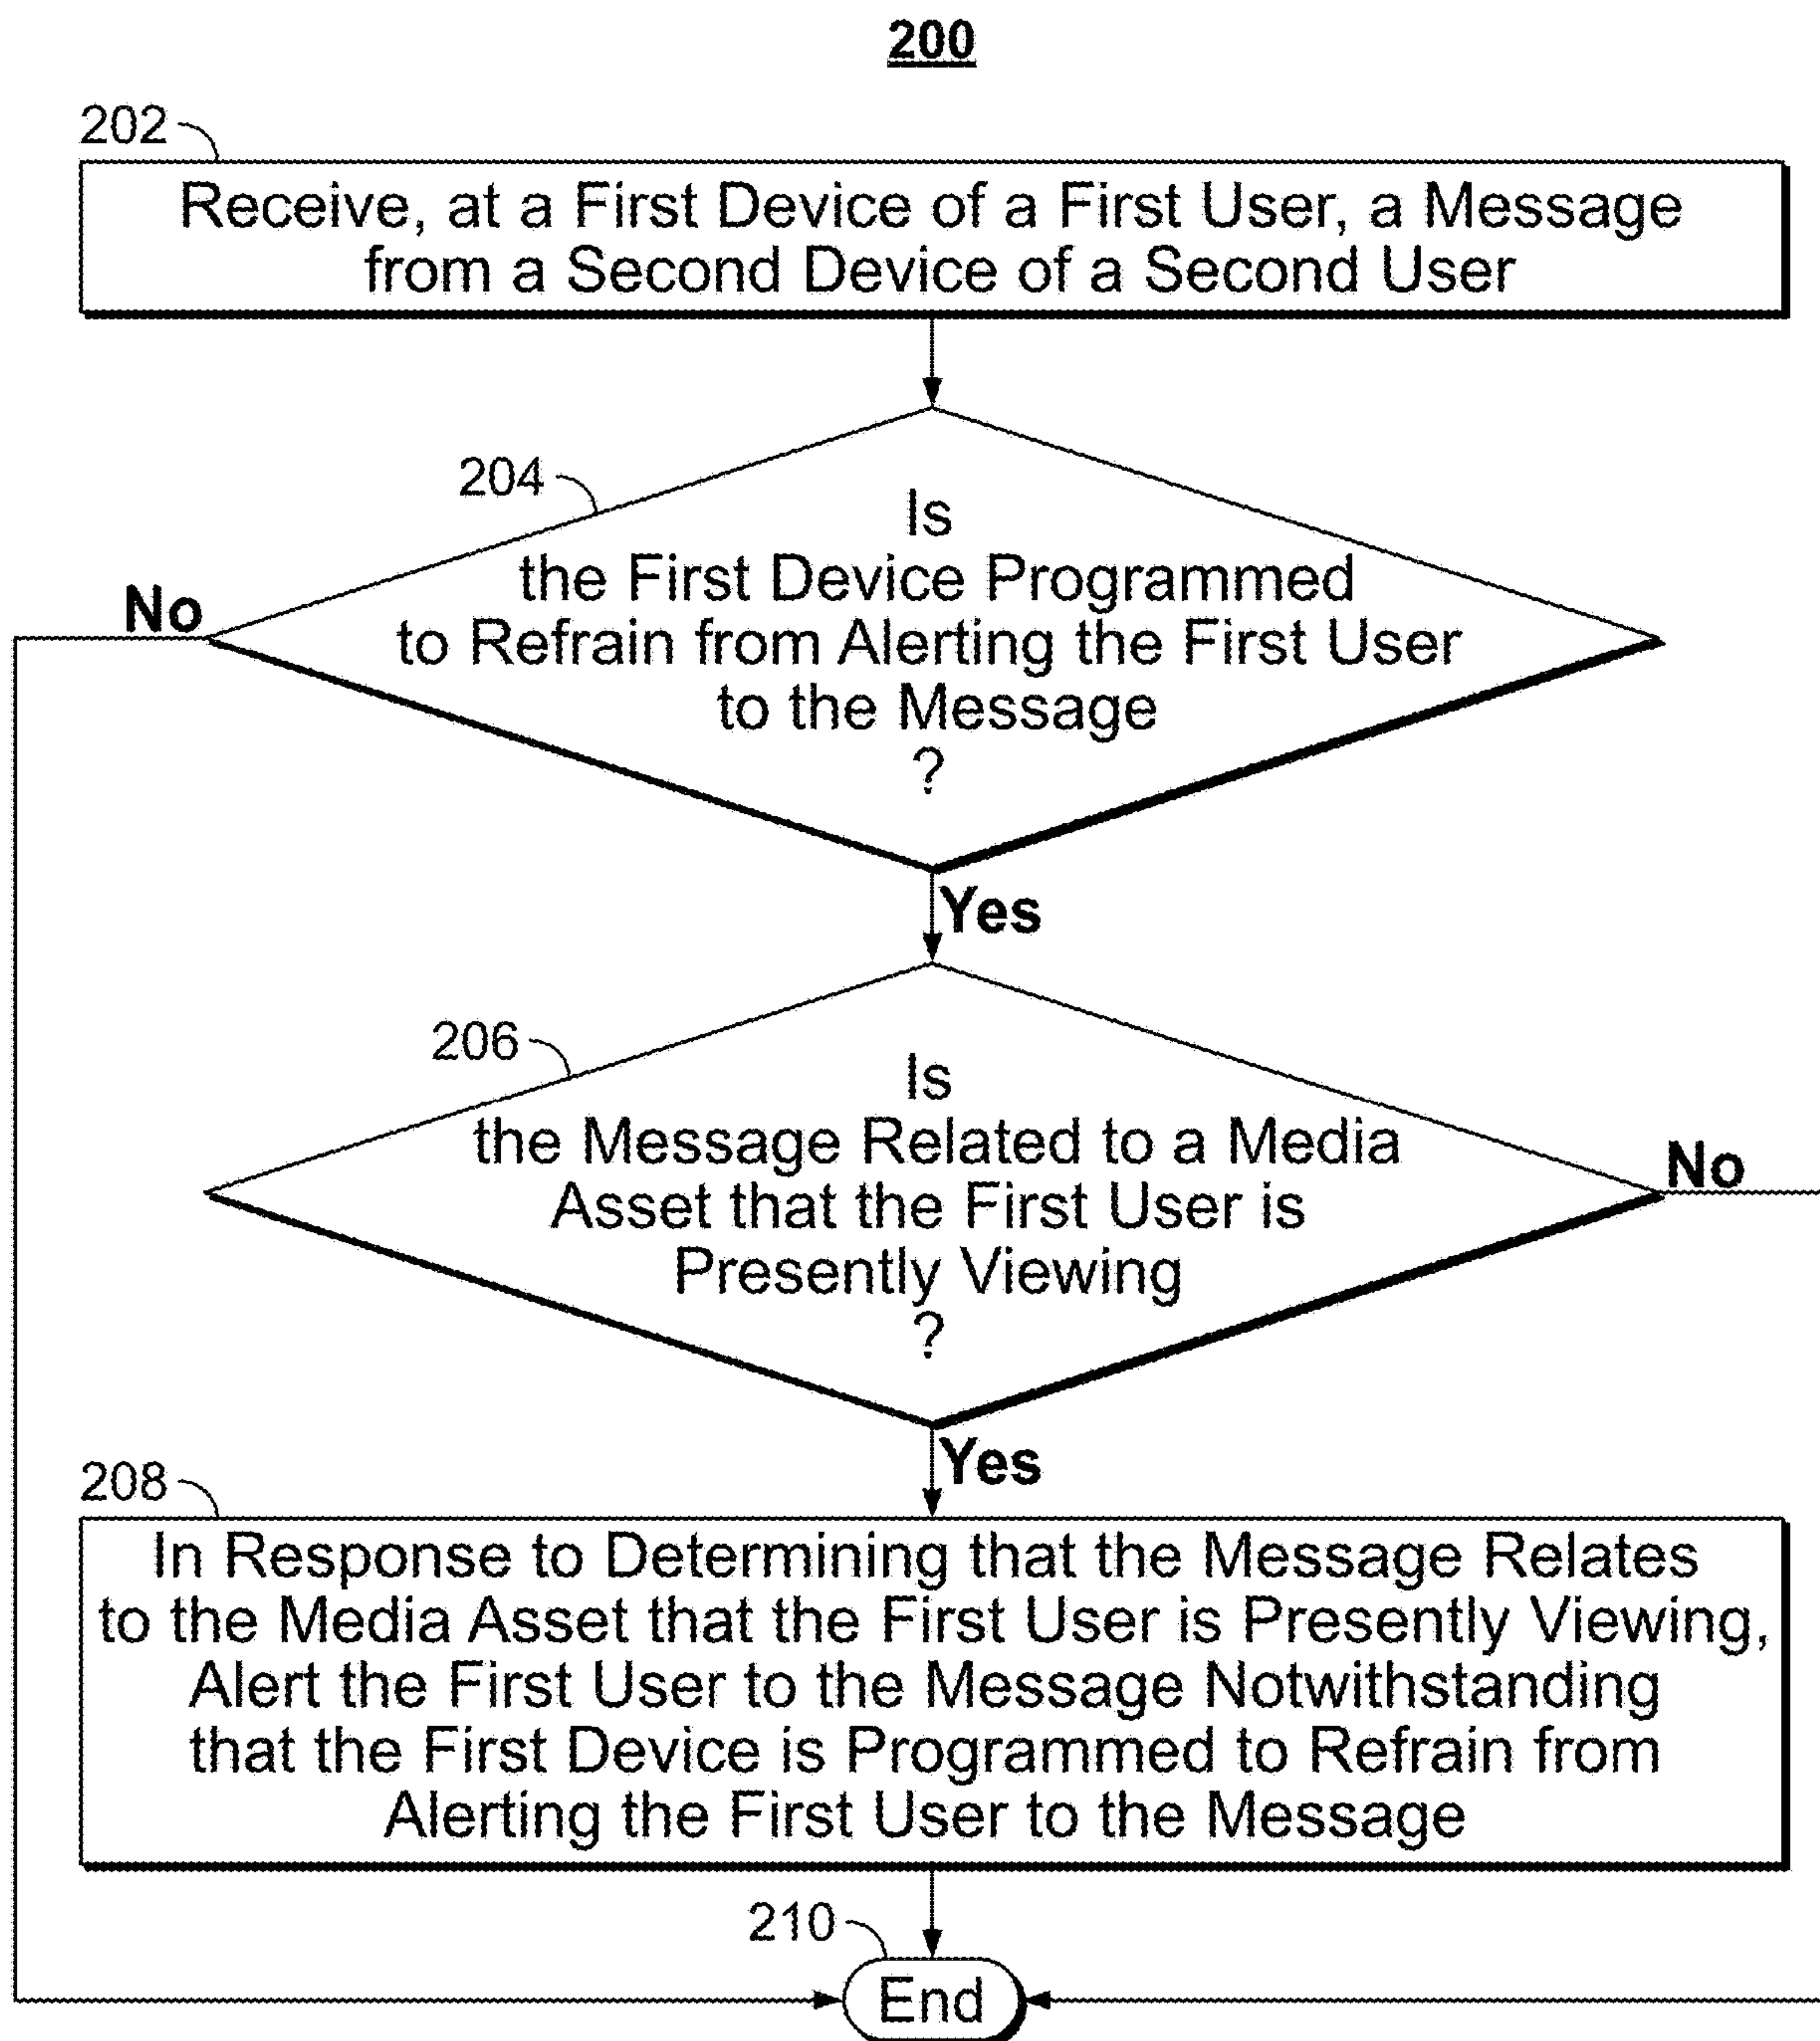 200
202
Receive, at a First Device of a First User, a Message
from a Second Device of a Second User
204
Is
the First Device Programmed
to Refrain from Alerting the First User
to the Message
?
No
Yes
206
Is
the Message Related to a Media
Asset that the First User is
Presently Viewing
?
No
Yes
208
In Response to Determining that the Message Relates
to the Media Asset that the First User is Presently Viewing,
Alert the First User to the Message Notwithstanding
that the First Device is Programmed to Refrain from
Alerting the First User to the Message
210
End